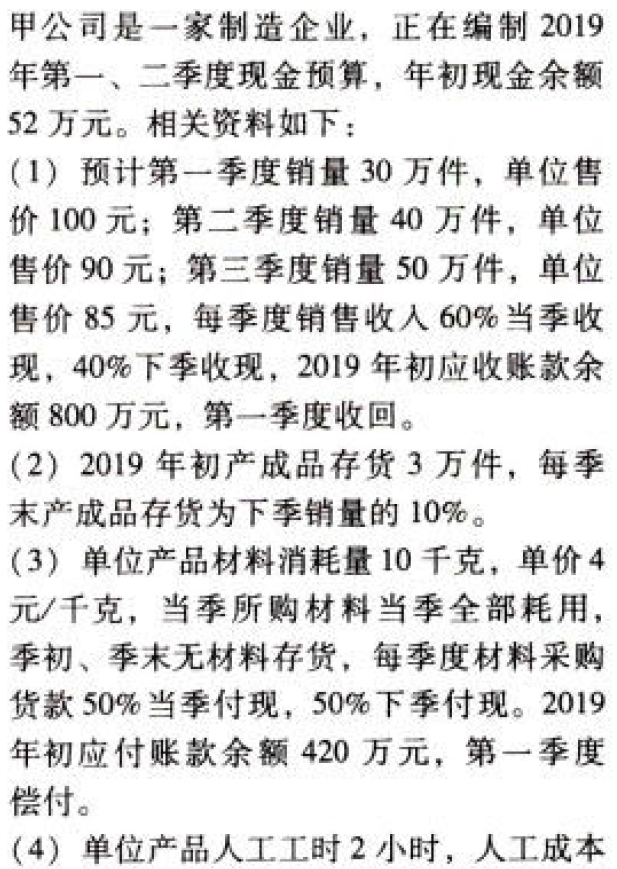 甲公司是一家制造企业，正在编制 2019
年第一、二季度现金预算，年初现金余额
52 万元。相关资料如下：
（1）预计第一季度销量 30 万件，单位售
价 100 元；第二季度销量 40 万件，单位
售价 90 元；第三季度销量 50 万件，单位
售价 85 元，每季度销售收入 60%当季收
现，40%下季收现，2019 年初应收账款余
额 800 万元，第一季度收回。
（2）2019 年初产成品存货 3 万件，每季
末产成品存货为下季销量的 10%。
（3）单位产品材料消耗量 10 千克，单价 4
元/千克，当季所购材料当季全部耗用，
季初、季末无材料存货，每季度材料采购
货款 50%当季付现，50%下季付现。2019
年初应付账款余额 420 万元，第一季度
偿付。
（4）单位产品人工工时 2 小时，人工成本